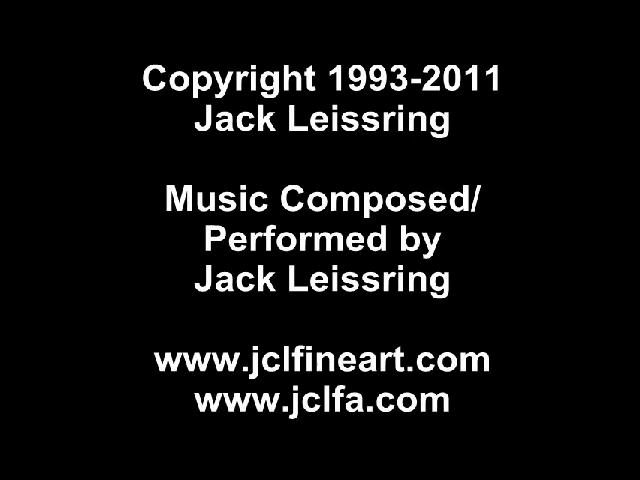 Copyright 1993-2011
Jack Leissring
Music Composed/
Performed by
Jack Leissring
www.jclfineart.com
www.jclfa.com